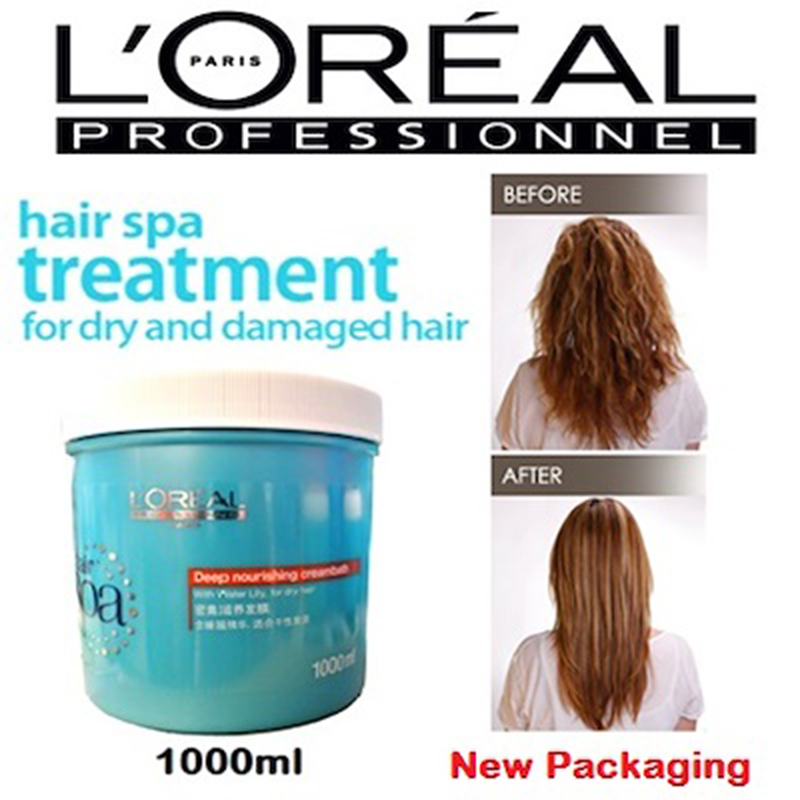 L'ORÉAL
PARIS
PROFESSIONNEL
hair spa
treatment
for dry and damaged hair
BEFORE
AFTER
L'ORÉAL
spa
Deep nourishing creambath
With Water Lily, for dry hair
1000ml
1000ml
New Packaging